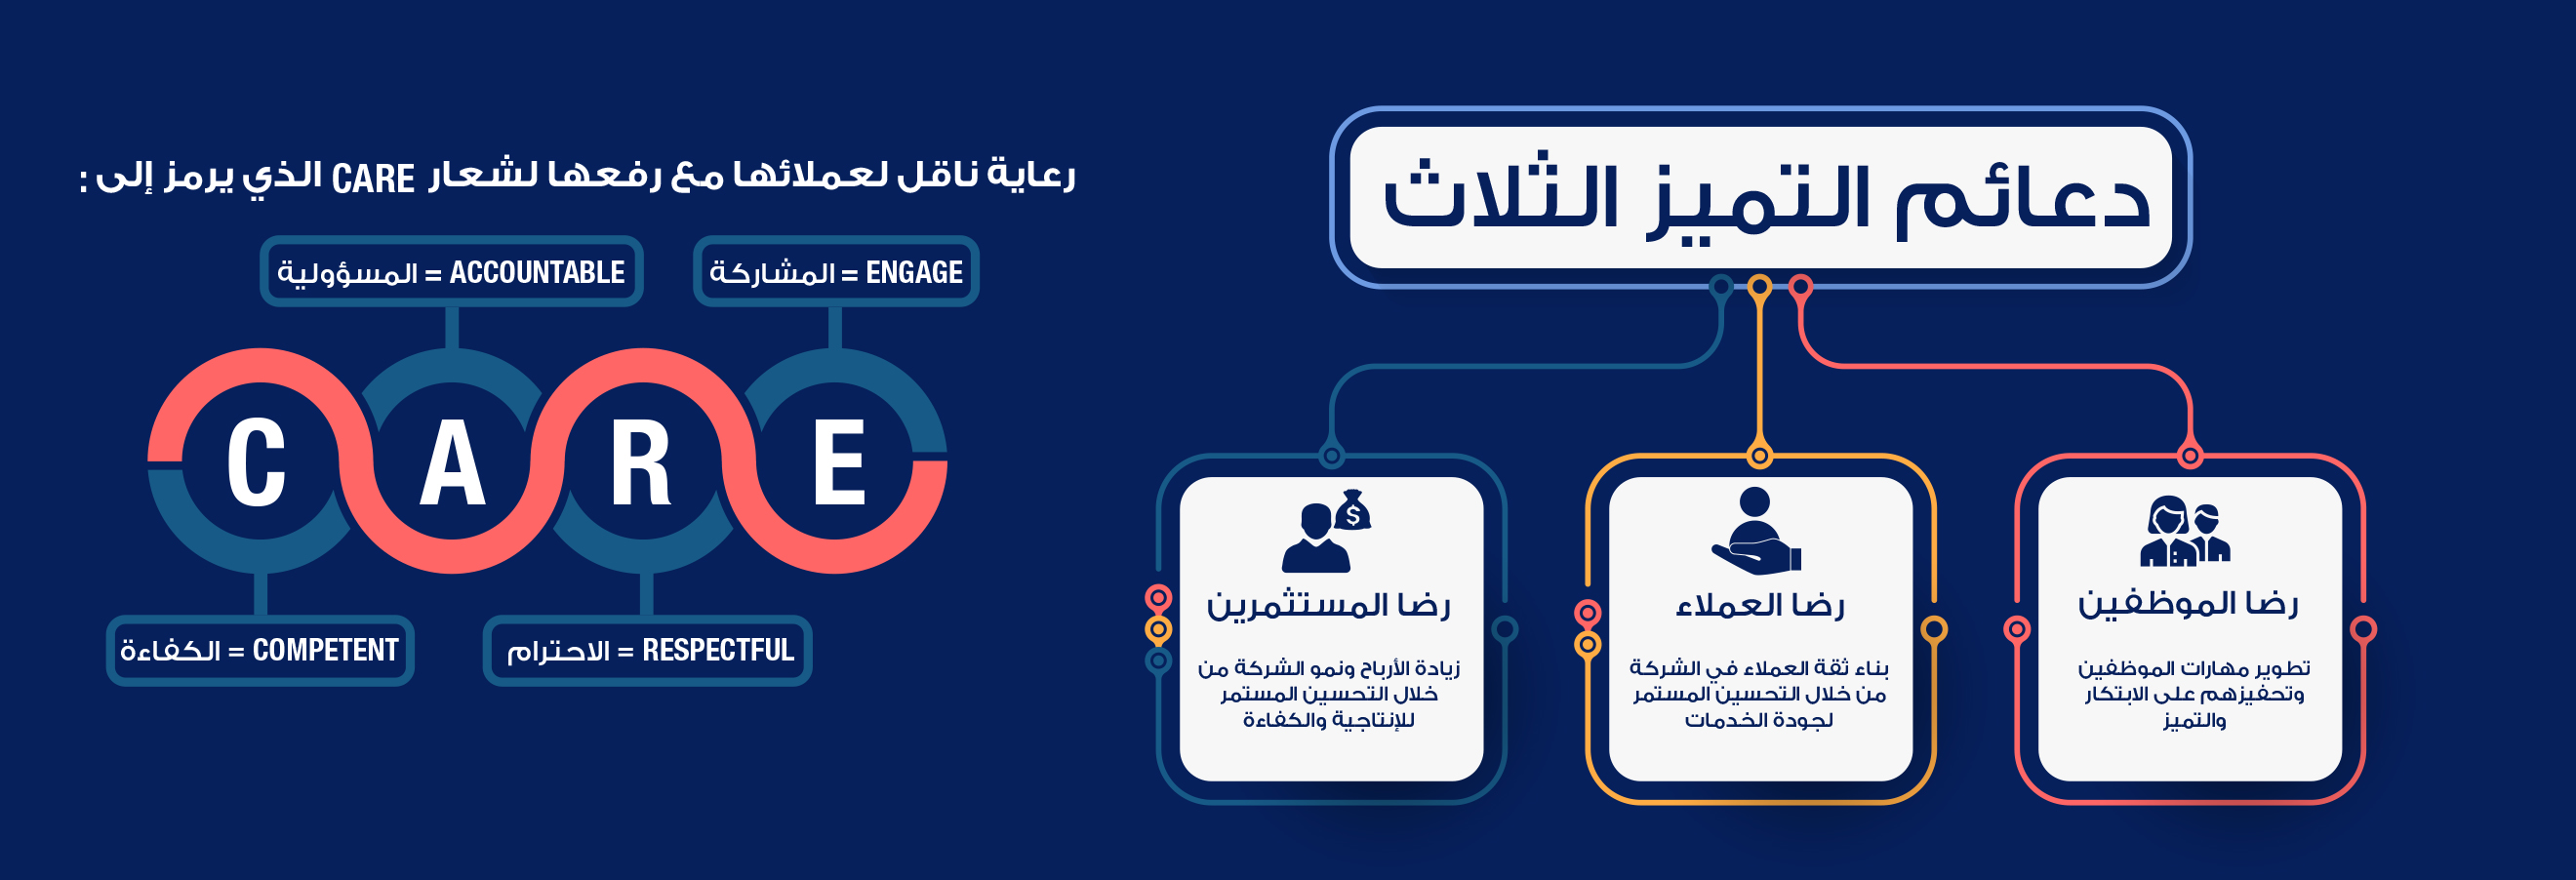 دعائم التميز الثلاث
رضا الموظفين
تطوير مهارات الموظفين
وتحفيزهم على الابتكار
والتميز
رضا العملاء
بناء ثقة العملاء في الشركة
من خلال التحسين المستمر
لجودة الخدمات
$
رضا المستثمرين
زيادة الأرباح ونمو الشركة من
خلال التحسين المستمر
للإنتاجية والكفاءة
رعاية ناقل لعملائها مع رفعها لشعار CARE الذي يرمز إلى :
المسؤولية = ACCOUNTABLE
المشاركة = ENGAGE
C A R E
الكفاءة = COMPETENT
الاحترام = RESPECTFUL